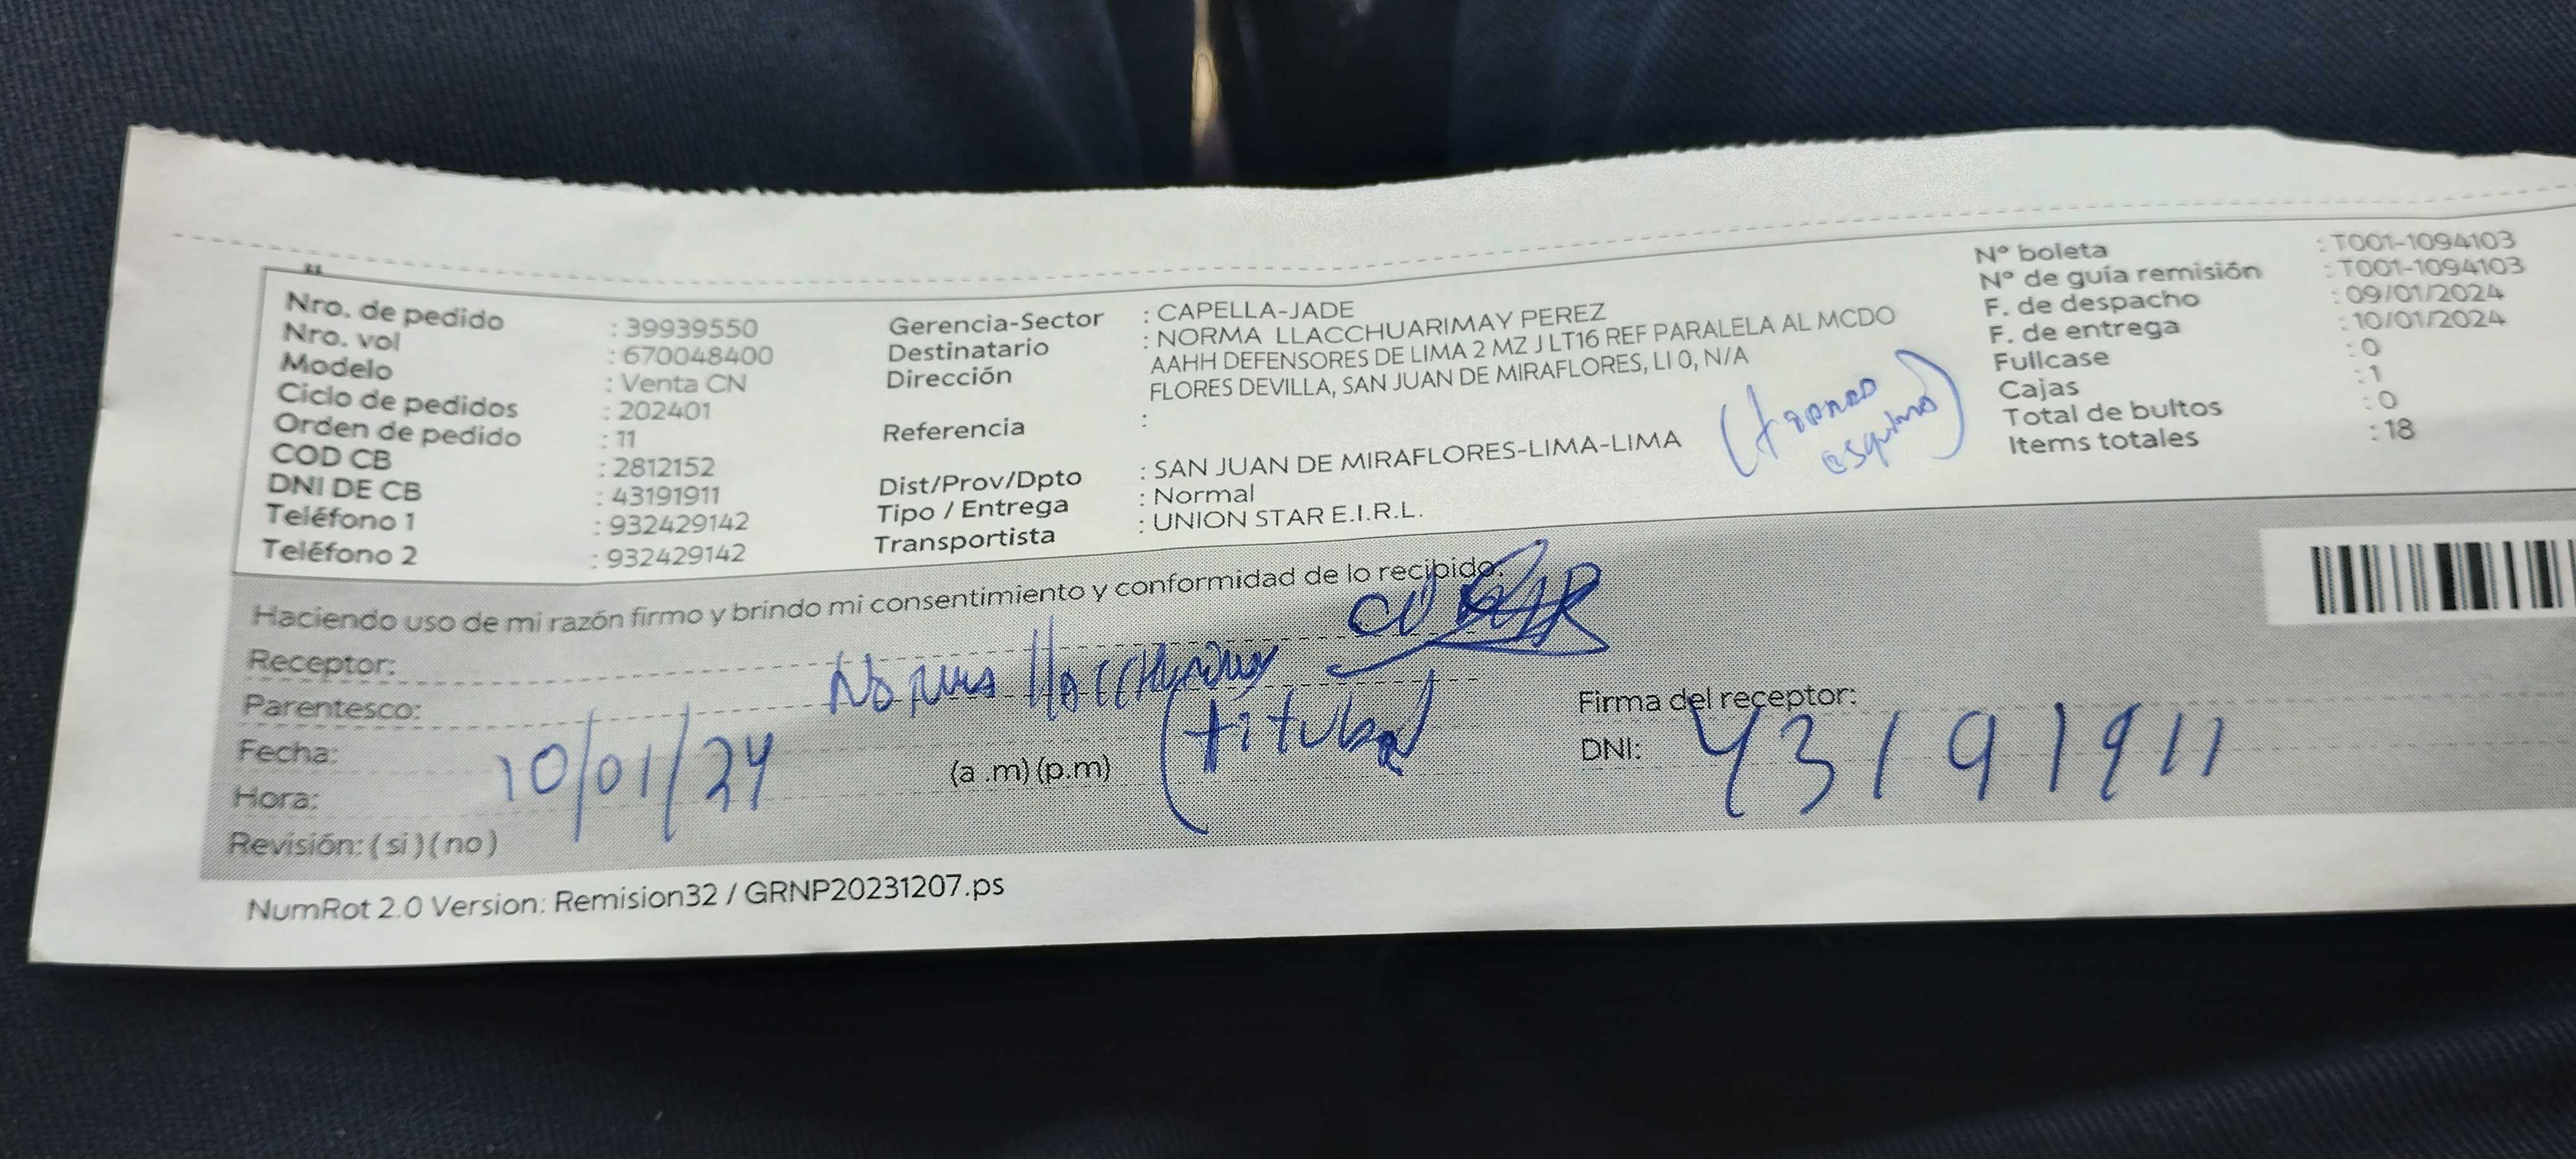 Nro. de pedido : 39939550
Nro. vol : 670048400
Modelo : Venta CN
Ciclo de pedidos : 202401
Orden de pedido : 11
COD CB : 2812152
DNI DE CB : 43191911
Teléfono 1 : 932429142
Teléfono 2 : 932429142
Gerencia-Sector : CAPELLA-JADE
Destinatario : NORMA LLACCHUARIMAY PEREZ
Dirección AAHH DEFENSORES DE LIMA 2 MZ J LT16 REF PARALELA AL MCDO
FLORES DEVILLA, SAN JUAN DE MIRAFLORES, LI 0, N/A
Referencia :
Dist/Prov/Dpto : SAN JUAN DE MIRAFLORES-LIMA-LIMA
Tipo / Entrega : Normal
Transportista : UNION STAR E.I.R.L.
N° boleta : T001-1094103
N° de guía remisión : T001-1094103
F. de despacho : 09/01/2024
F. de entrega : 10/01/2024
Fullcase : 0
Cajas : 1
Total de bultos : 0
Items totales : 18
Haciendo uso de mi razón firmo y brindo mi consentimiento y conformidad de lo recibido.
Receptor: Norma
Parentesco: (titular
Fecha: 10/01/24
Hora: (a .m) (p.m)
Revisión: ( si ) ( no )
Firma del receptor:
DNI: 43191911
NumRot 2.0 Version: Remision32 / GRNP20231207.ps